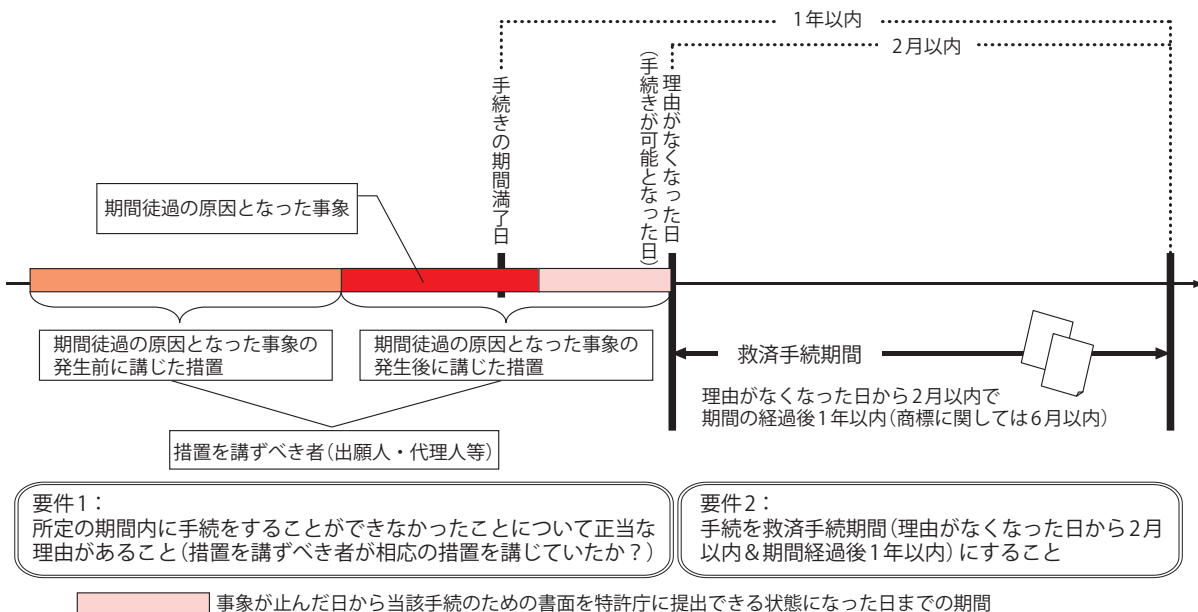 1年以内
2月以内
手続きの期間満了日
理由がなくなった日
(手続きが可能となった日)
期間徒過の原因となった事象
期間徒過の原因となった事象の
発生前に講じた措置
期間徒過の原因となった事象の
発生後に講じた措置
救済手続期間
理由がなくなった日から2月以内で
期間の経過後1年以内(商標に関しては6月以内)
措置を講ずべき者(出願人・代理人等)
要件1:
所定の期間内に手続をすることができなかったことについて正当な
理由があること(措置を講ずべき者が相応の措置を講じていたか?)
要件2:
手続を救済手続期間(理由がなくなった日から2月
以内&期間経過後1年以内)にすること
事象が止んだ日から当該手続のための書面を特許庁に提出できる状態になった日までの期間